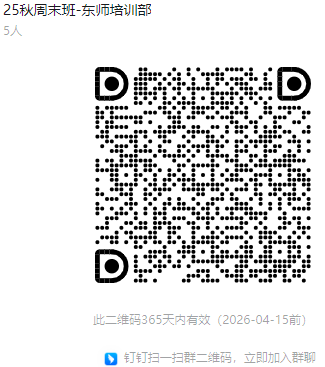 25秋周末班-东师培训部
5人
此二维码365天内有效（2026-04-15前）
钉钉扫一扫群二维码，立即加入群聊